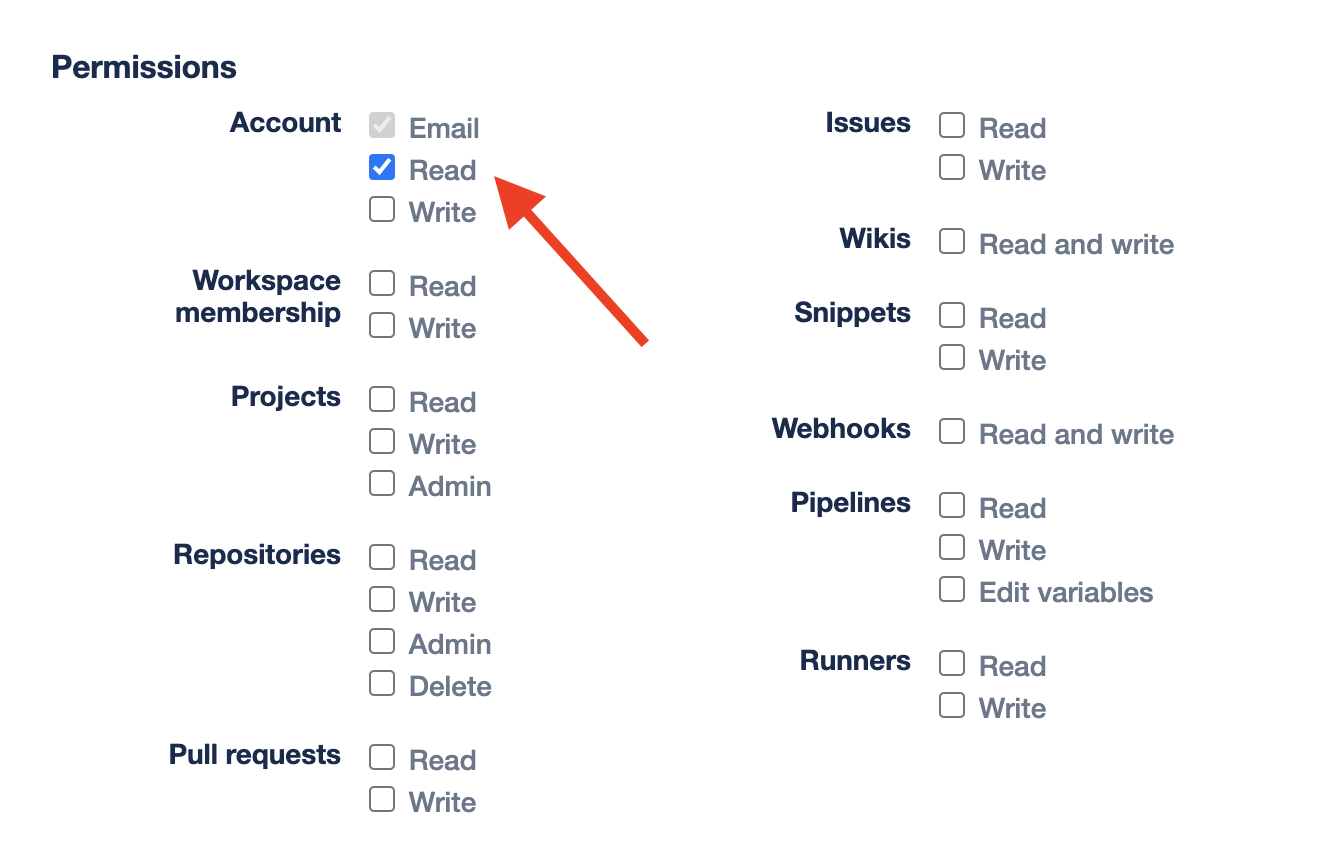 Permissions
Account
Email
Read
Write
Workspace
membership
Read
Write
Projects
Read
Write
Admin
Repositories
Read
Write
Admin
Delete
Pull requests
Read
Write
Issues
Read
Write
Wikis
Read and write
Snippets
Read
Write
Webhooks
Read and write
Pipelines
Read
Write
Edit variables
Runners
Read
Write